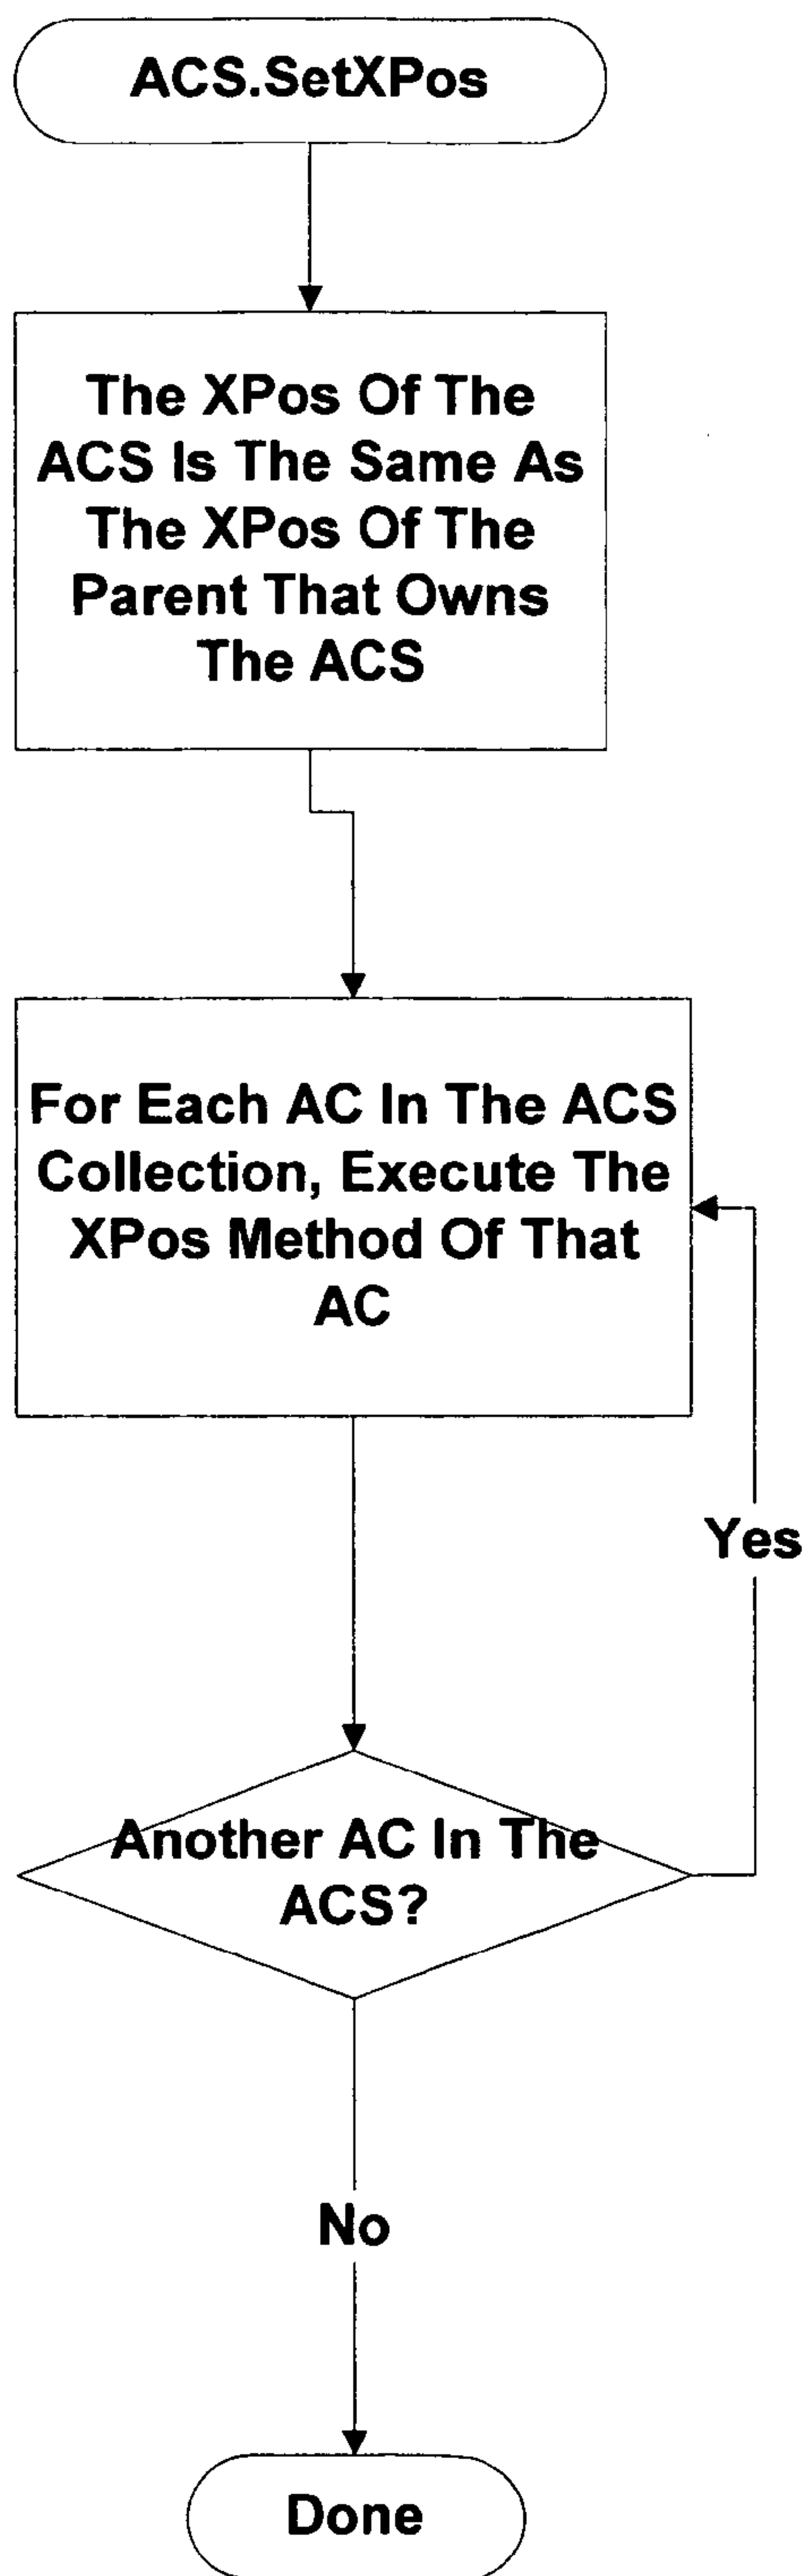 ACS.SetXPos
The XPos Of The
ACS Is The Same As
The XPos Of The
Parent That Owns
The ACS
For Each AC In The ACS
Collection, Execute The
XPos Method Of That
AC
Yes
Another AC In The
ACS?
No
Done